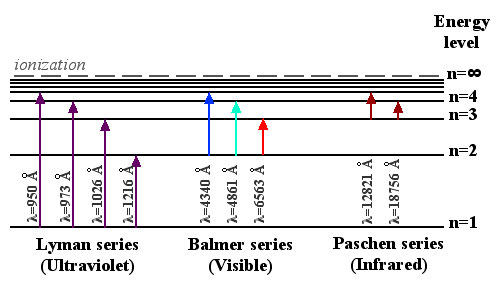 Energy
level
ionization
n=∞
n=4
n=3
n=2
n=1
λ=950 Å
λ=973 Å
λ=1026 Å
λ=1216 Å
λ=4340 Å
λ=4861 Å
λ=6563 Å
λ=12821 Å
λ=18756 Å
Lyman series
(Ultraviolet)
Balmer series
(Visible)
Paschen series
(Infrared)